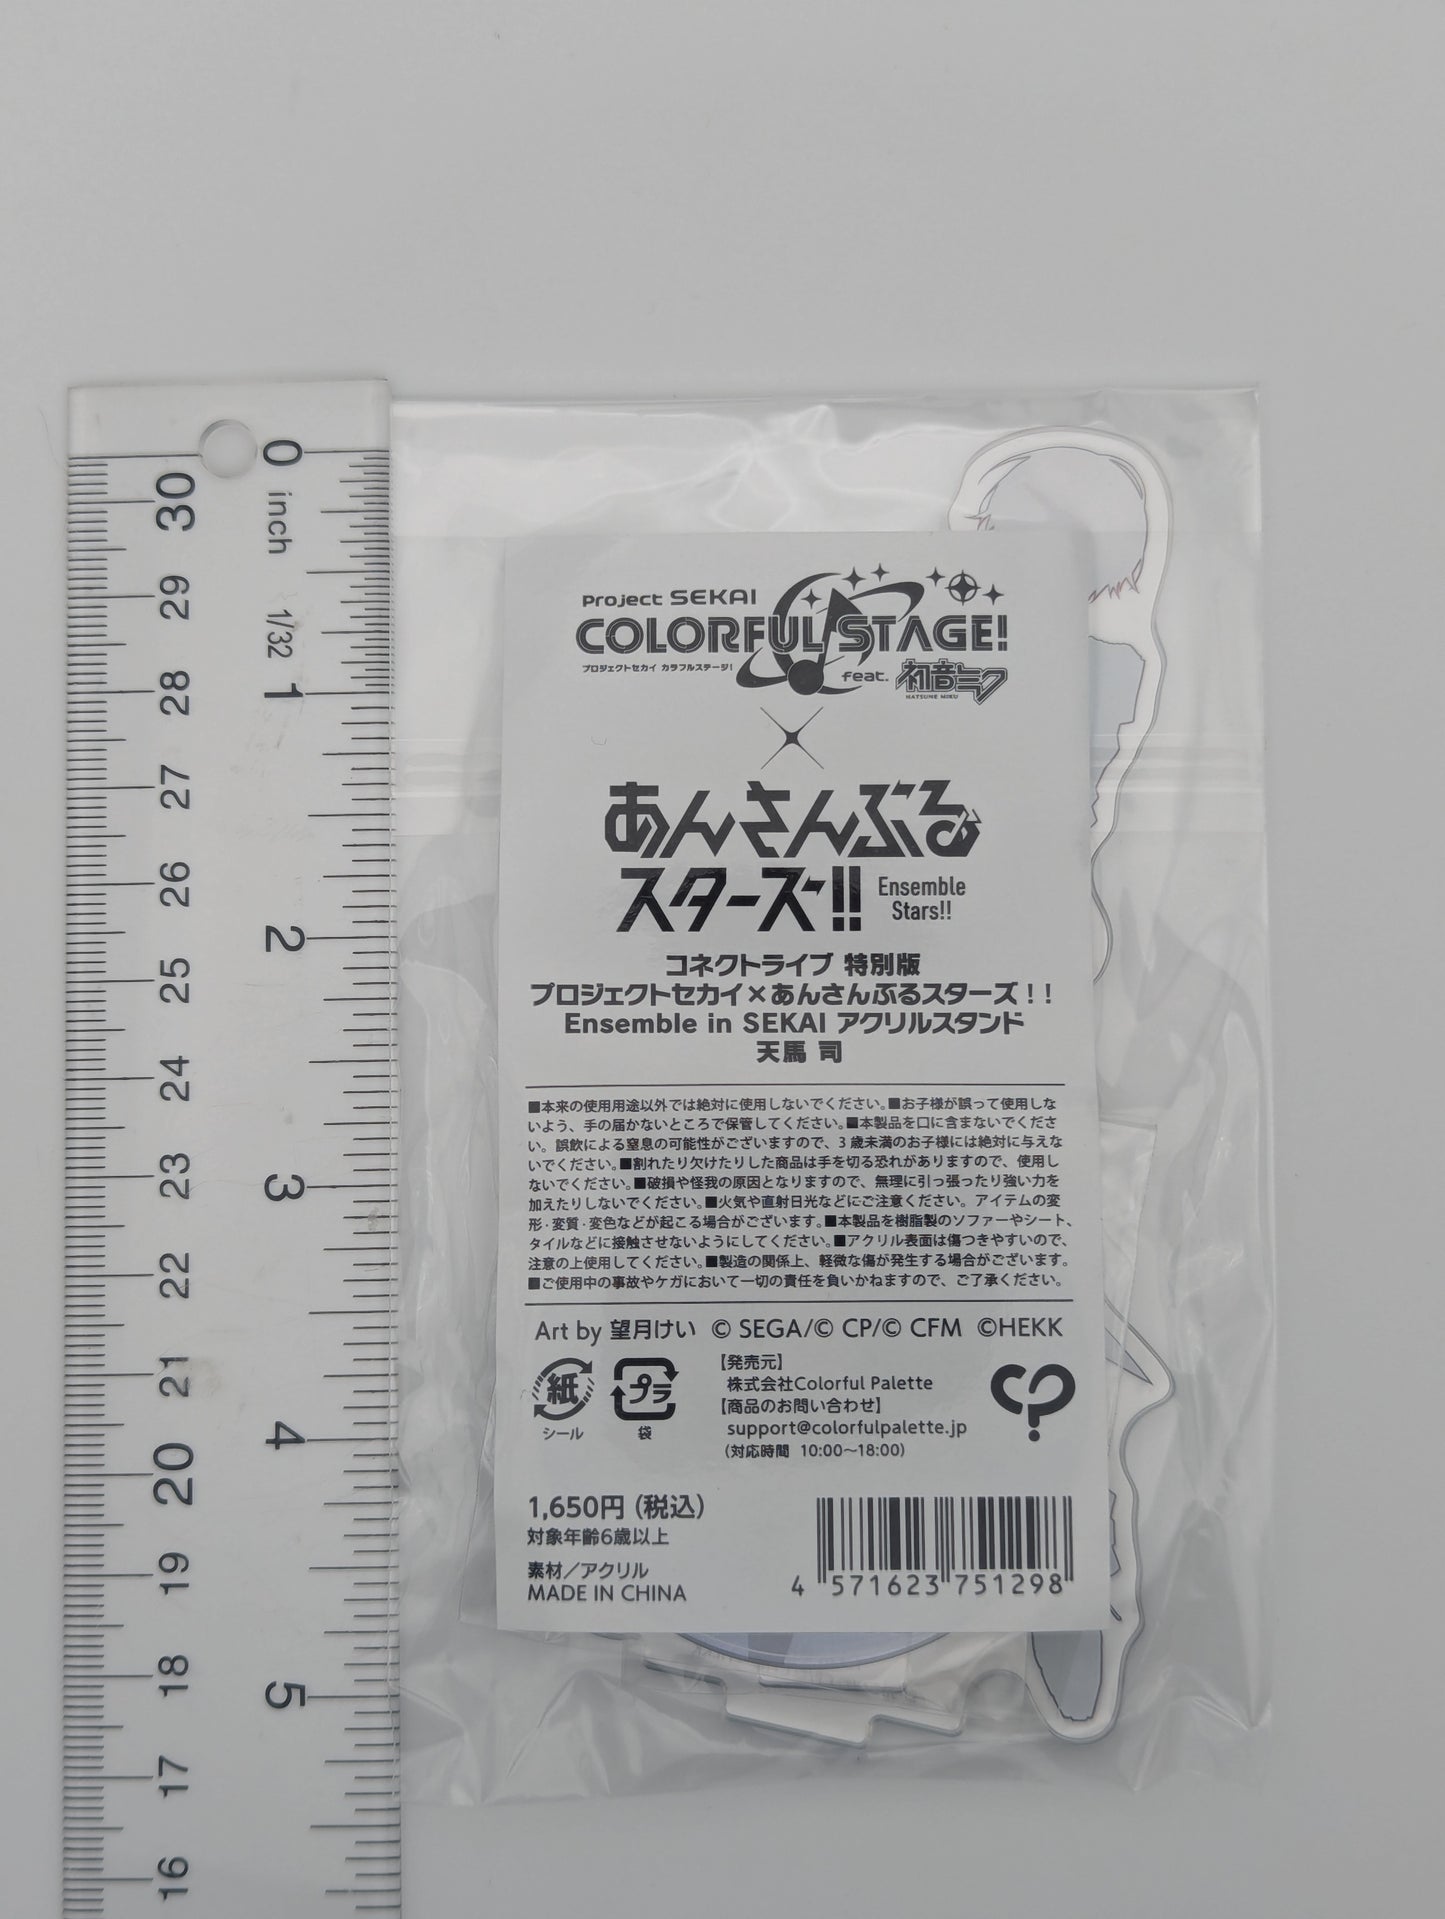 0
inch
1/32
1
2
3
4
5
30
29
28
27
26
25
24
23
22
21
20
19
18
17
16
Project SEKAI
COLORFUL STAGE!
プロジェクトセカイ カラフルステージ!
feat. 初音ミク
HATSUNE MIKU
×
あんさんぶる
スターズ!!
Ensemble
Stars!!
コネクトライブ 特別版
プロジェクトセカイ×あんさんぶるスターズ!!
Ensemble in SEKAI アクリルスタンド
天馬 司
■本来の使用用途以外では絶対に使用しないでください。■お子様が誤って使用しな
いよう、手の届かないところで保管してください。■本製品を口に含まないでくださ
い。誤飲による窒息の可能性がございますので、3歳未満のお子様には絶対に与えな
いでください。■割れたり欠けたりした商品は手を切る恐れがありますので、使用し
ないでください。■破損や怪我の原因となりますので、無理に引っ張ったり強い力を
加えたりしないでください。■火気や直射日光などにご注意ください。アイテムの変
形・変質・変色などが起こる場合がございます。■本製品を樹脂製のソファーやシート、
タイルなどに接触させないようにしてください。■アクリル表面は傷つきやすいので、
注意の上使用してください。■製造の関係上、軽微な傷が発生する場合がございます。
■ご使用中の事故やケガにおいて一切の責任を負いかねますので、ご了承ください。
Art by 望月けい © SEGA/© CP/© CFM ©HEKK
紙
シール
プラ
袋
【発売元】
株式会社Colorful Palette
【商品のお問い合わせ】
support@colorfulpalette.jp
(対応時間 10:00〜18:00)
1,650円(税込)
対象年齢6歳以上
素材/アクリル
MADE IN CHINA
4 571623 751298